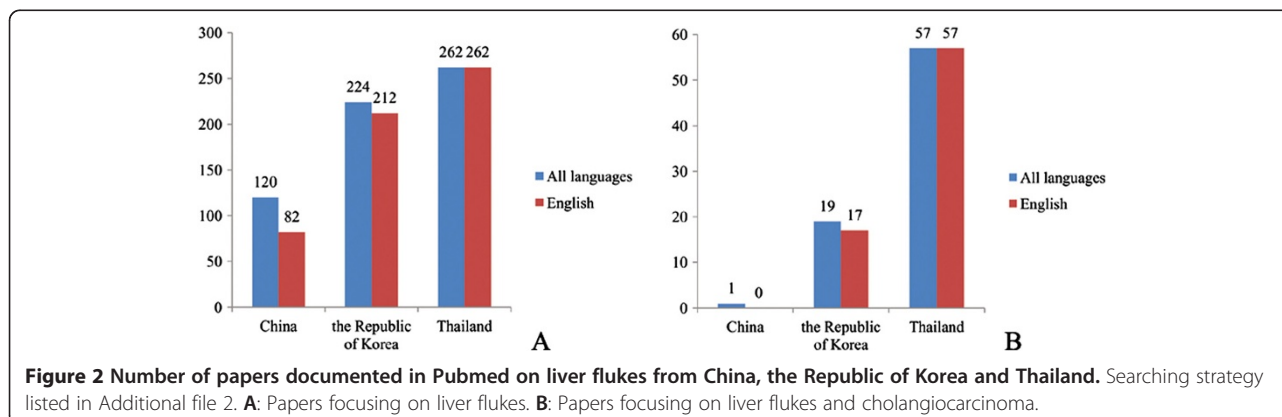 300
250
200
150
100
50
0
120
82
224
212
262 262
China
the Republic
of Korea
Thailand
All languages
English
A
60
50
40
30
20
10
0
1 0
19
17
57 57
China
the Republic
of Korea
Thailand
All languages
English
B
Figure 2 Number of papers documented in Pubmed on liver flukes from China, the Republic of Korea and Thailand. Searching strategy
listed in Additional file 2. A: Papers focusing on liver flukes. B: Papers focusing on liver flukes and cholangiocarcinoma.